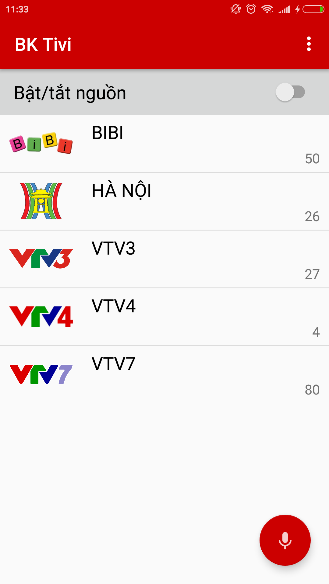 11:33
BK Tivi
Bật/tắt nguồn
BiBi
BIBI
50
HÀ NỘI
26
VTV3
VTV3
27
VTV4
VTV4
4
VTV7
VTV7
80